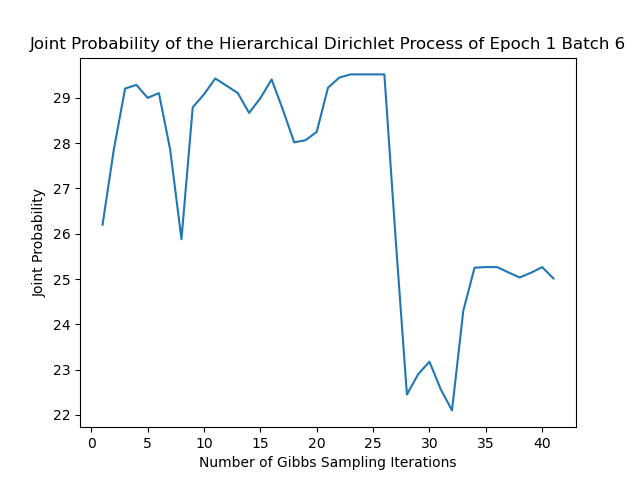 Joint Probability of the Hierarchical Dirichlet Process of Epoch 1 Batch 6
29
28
27
26
25
24
23
22
Joint Probability
0 5 10 15 20 25 30 35 40
Number of Gibbs Sampling Iterations